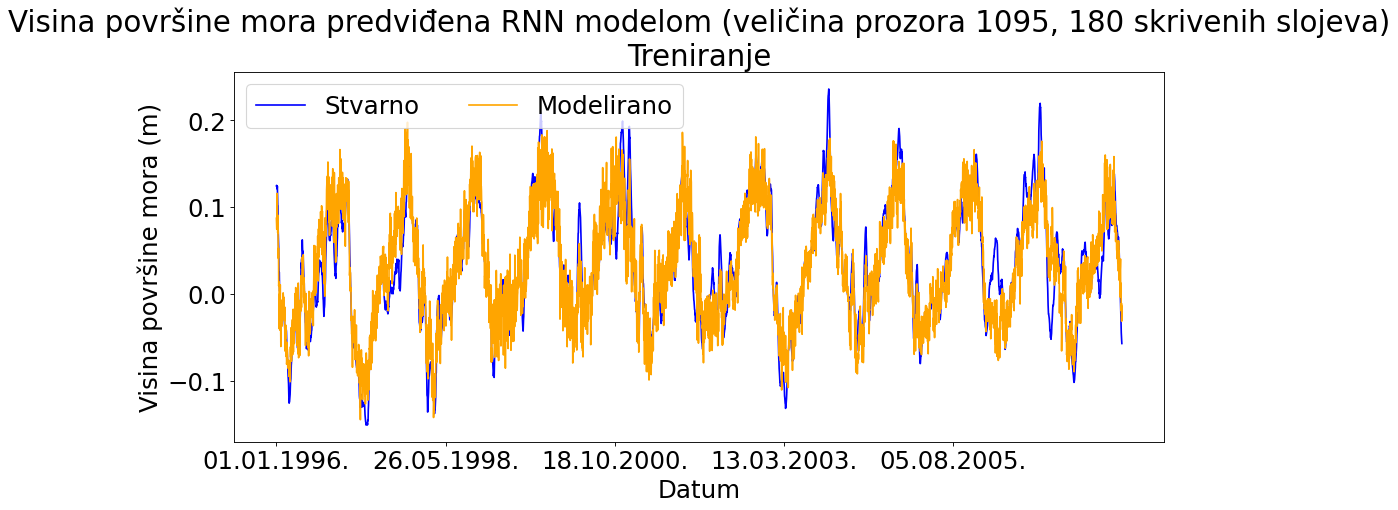 Visina površine mora predviđena RNN modelom (veličina prozora 1095, 180 skrivenih slojeva)
Treniranje
Stvarno
Modelirano
Visina površine mora (m)
0.2
0.1
0.0
−0.1
01.01.1996.
26.05.1998.
18.10.2000.
13.03.2003.
05.08.2005.
Datum